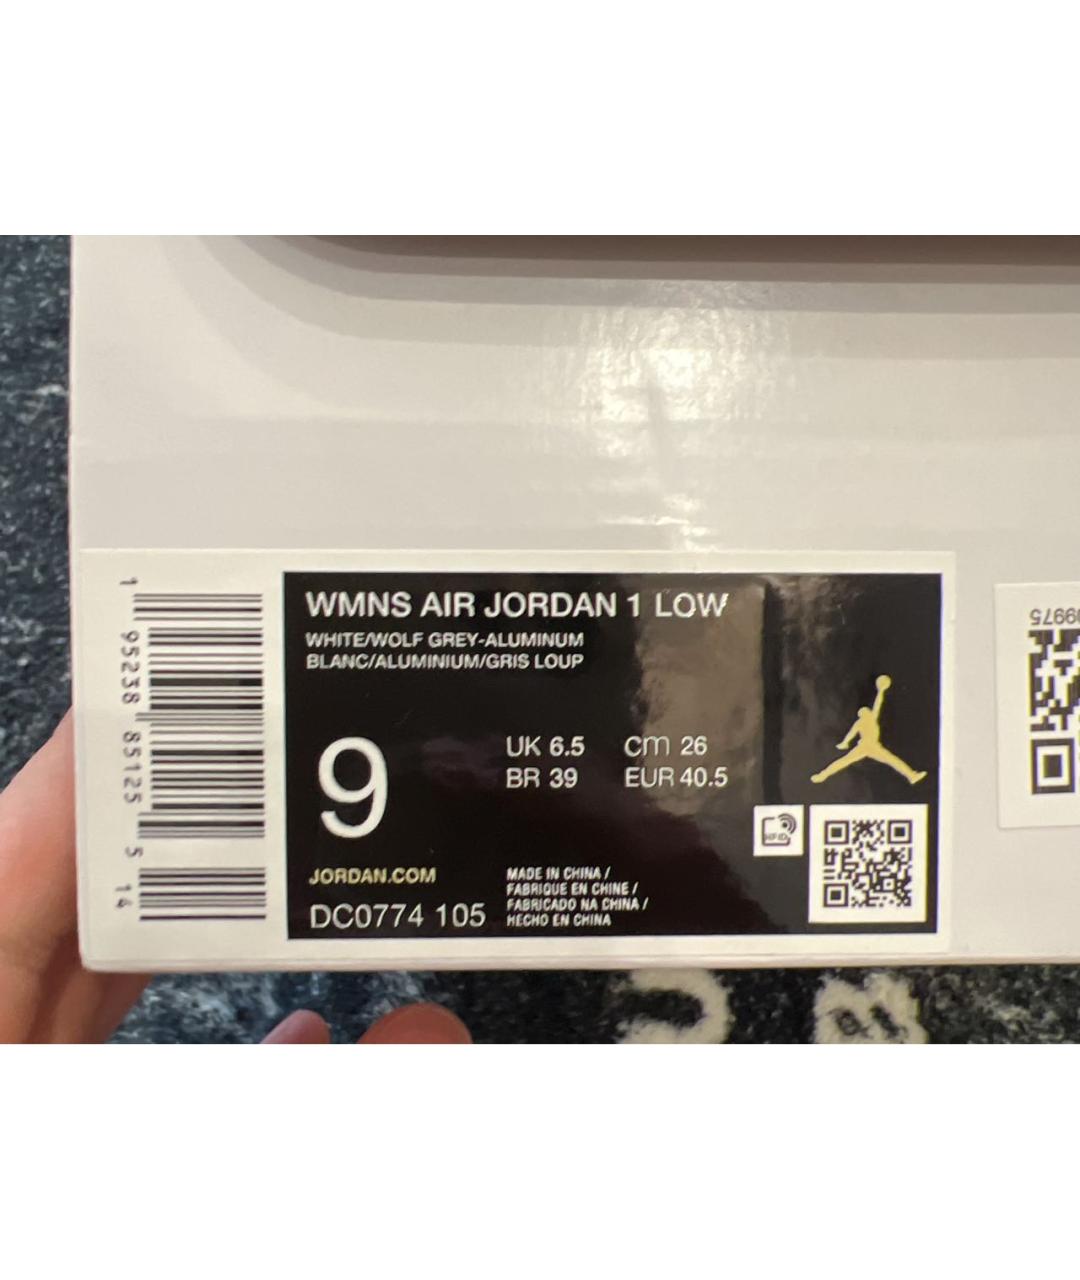 WMNS AIR JORDAN 1 LOW
WHITE/WOLF GREY-ALUMINUM
BLANC/ALUMINIUM/GRIS LOUP
9
UK 6.5
cm 26
BR 39
EUR 40.5
JORDAN.COM
DC0774 105
MADE IN CHINA /
FABRIQUE EN CHINE /
FABRICADO NA CHINA /
HECHO EN CHINA
RFID
1 95238 85125 5
14